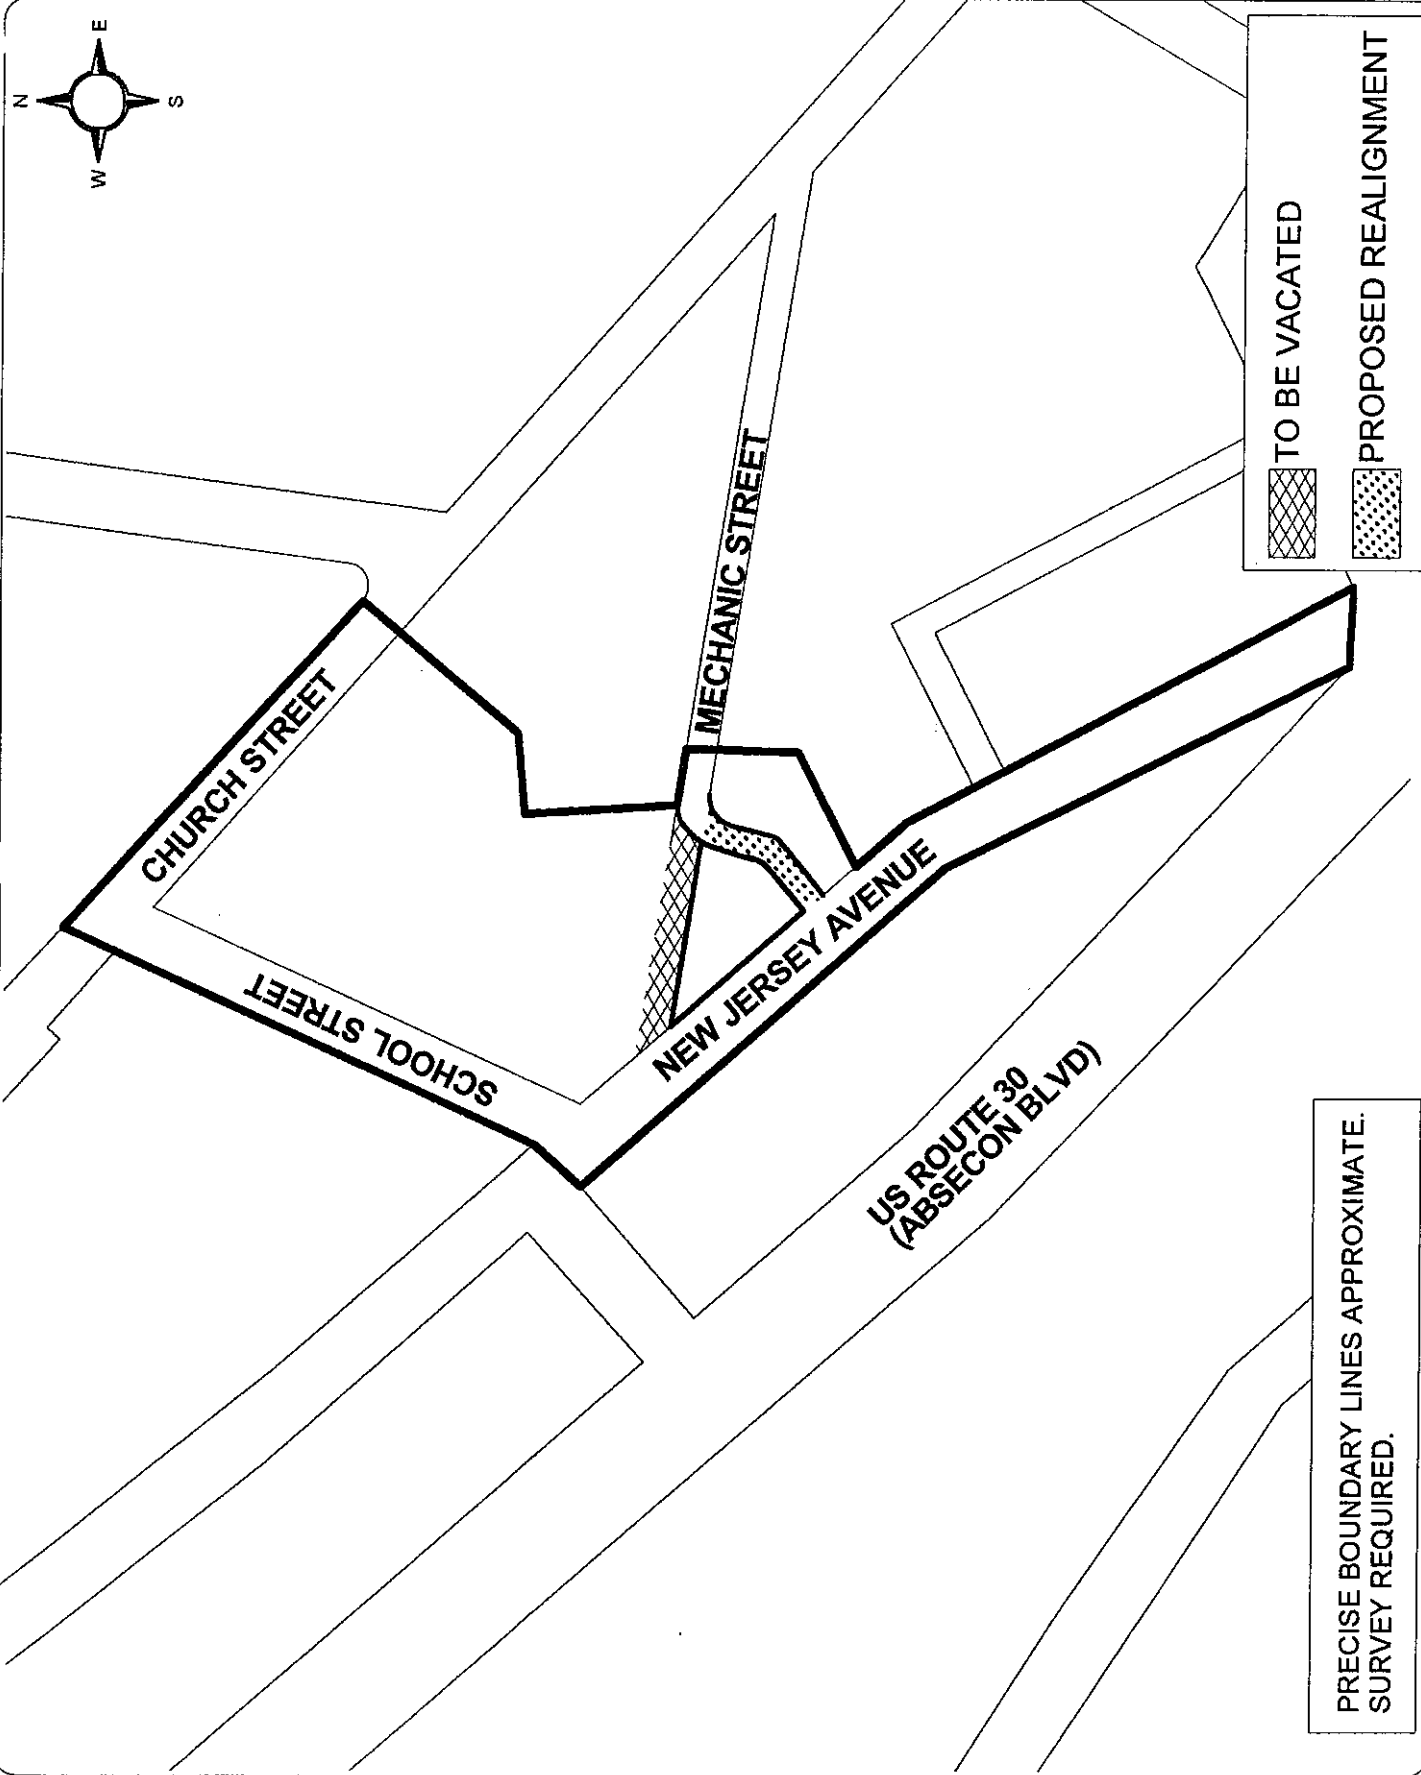 N
W
E
S
CHURCH STREET
SCHOOL STREET
MECHANIC STREET
NEW JERSEY AVENUE
US ROUTE 30
(ABSECON BLVD)
TO BE VACATED
PROPOSED REALIGNMENT
PRECISE BOUNDARY LINES APPROXIMATE.
SURVEY REQUIRED.